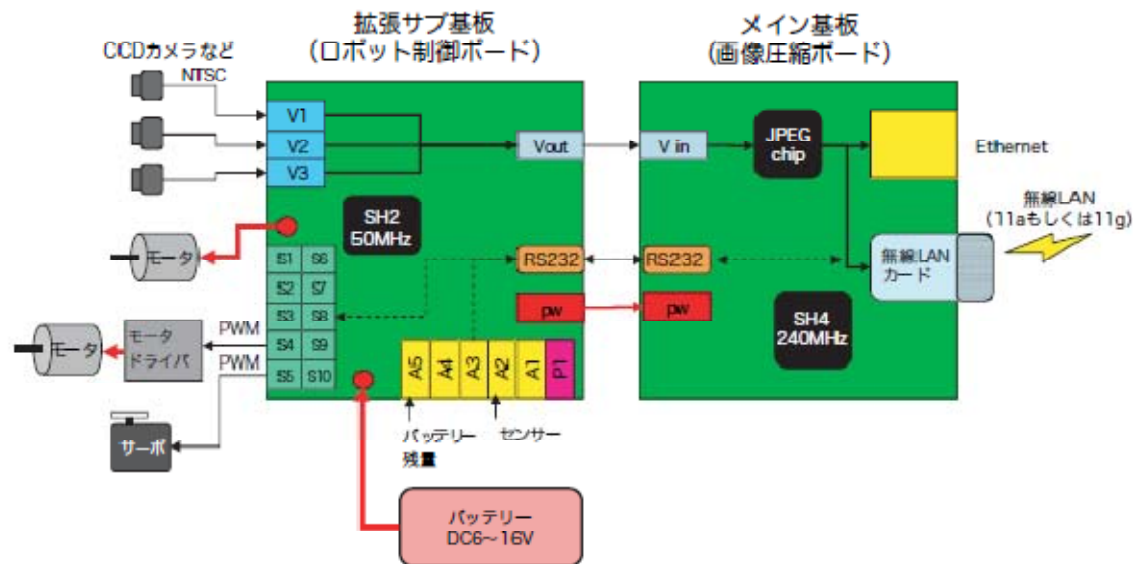 拡張サブ基板
(ロボット制御ボード)
メイン基板
(画像圧縮ボード)
CCDカメラなど
NTSC
V1
V2
V3
Vout
V in
JPEG
chip
Ethernet
無線LAN
(11aもしくは11g)
SH2
50MHz
モータ
S1 S6
S2 S7
S3 S8
S4 S9
S5 S10
RS232
RS232
無線LAN
カード
pw
pw
SH4
240MHz
PWM
PWM
モータ
モータ
ドライバ
A5
A4
A3
A2
A1
P1
サーボ
バッテリー
残量
センサー
バッテリー
DC6〜16V